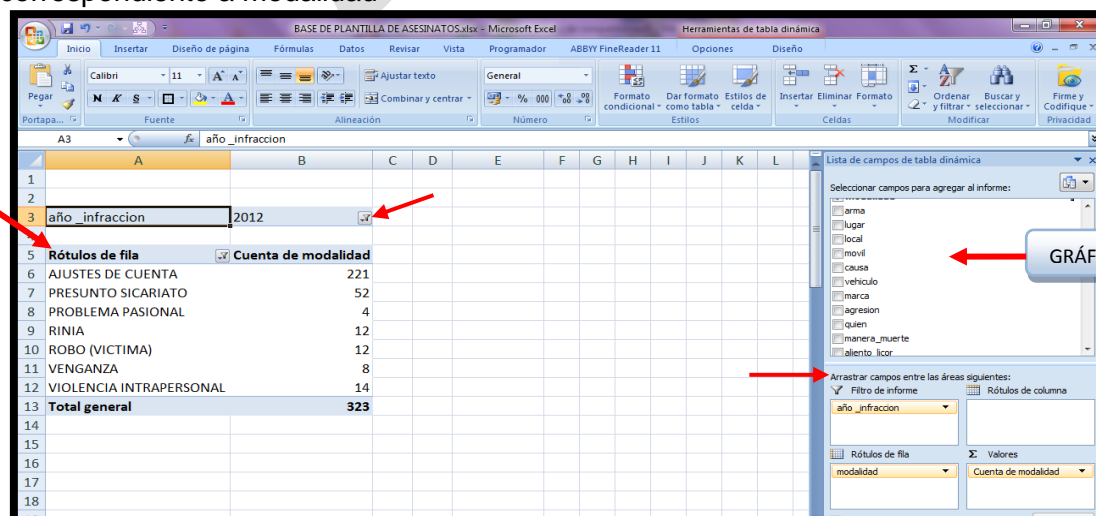 correspondiente a modalidad
BASE DE PLANTILLA DE ASESINATOS.xlsx - Microsoft Excel
Herramientas de tabla dinámica
Inicio Insertar Diseño de página Fórmulas Datos Revisar Vista Programador ABBYY FineReader 11 Opciones Diseño
Pegar
Calibri 11
N K S
Ajustar texto
Combinar y centrar
General
% 000
Formato condicional
Dar formato como tabla
Estilos de celda
Insertar Eliminar Formato
Ordenar y filtrar
Buscar y seleccionar
Firme y Codifique
Portapa... Fuente Alineación Número Estilos Celdas Modificar Privacidad
A3 fx año _infraccion
A B C D E F G H I J K L
1
2
3 año _infraccion 2012
5 Rótulos de fila Cuenta de modalidad
6 AJUSTES DE CUENTA 221
7 PRESUNTO SICARIATO 52
8 PROBLEMA PASIONAL 4
9 RINIA 12
10 ROBO (VICTIMA) 12
11 VENGANZA 8
12 VIOLENCIA INTRAPERSONAL 14
13 Total general 323
14
15
16
17
18
Lista de campos de tabla dinámica
Seleccionar campos para agregar al informe:
arma
lugar
local
movil
causa
vehiculo
marca
agresion
quien
manera_muerte
aliento_licor
GRÁF
Arrastrar campos entre las áreas siguientes:
Filtro de informe Rótulos de columna
año _infraccion
Rótulos de fila Σ Valores
modalidad Cuenta de modalidad